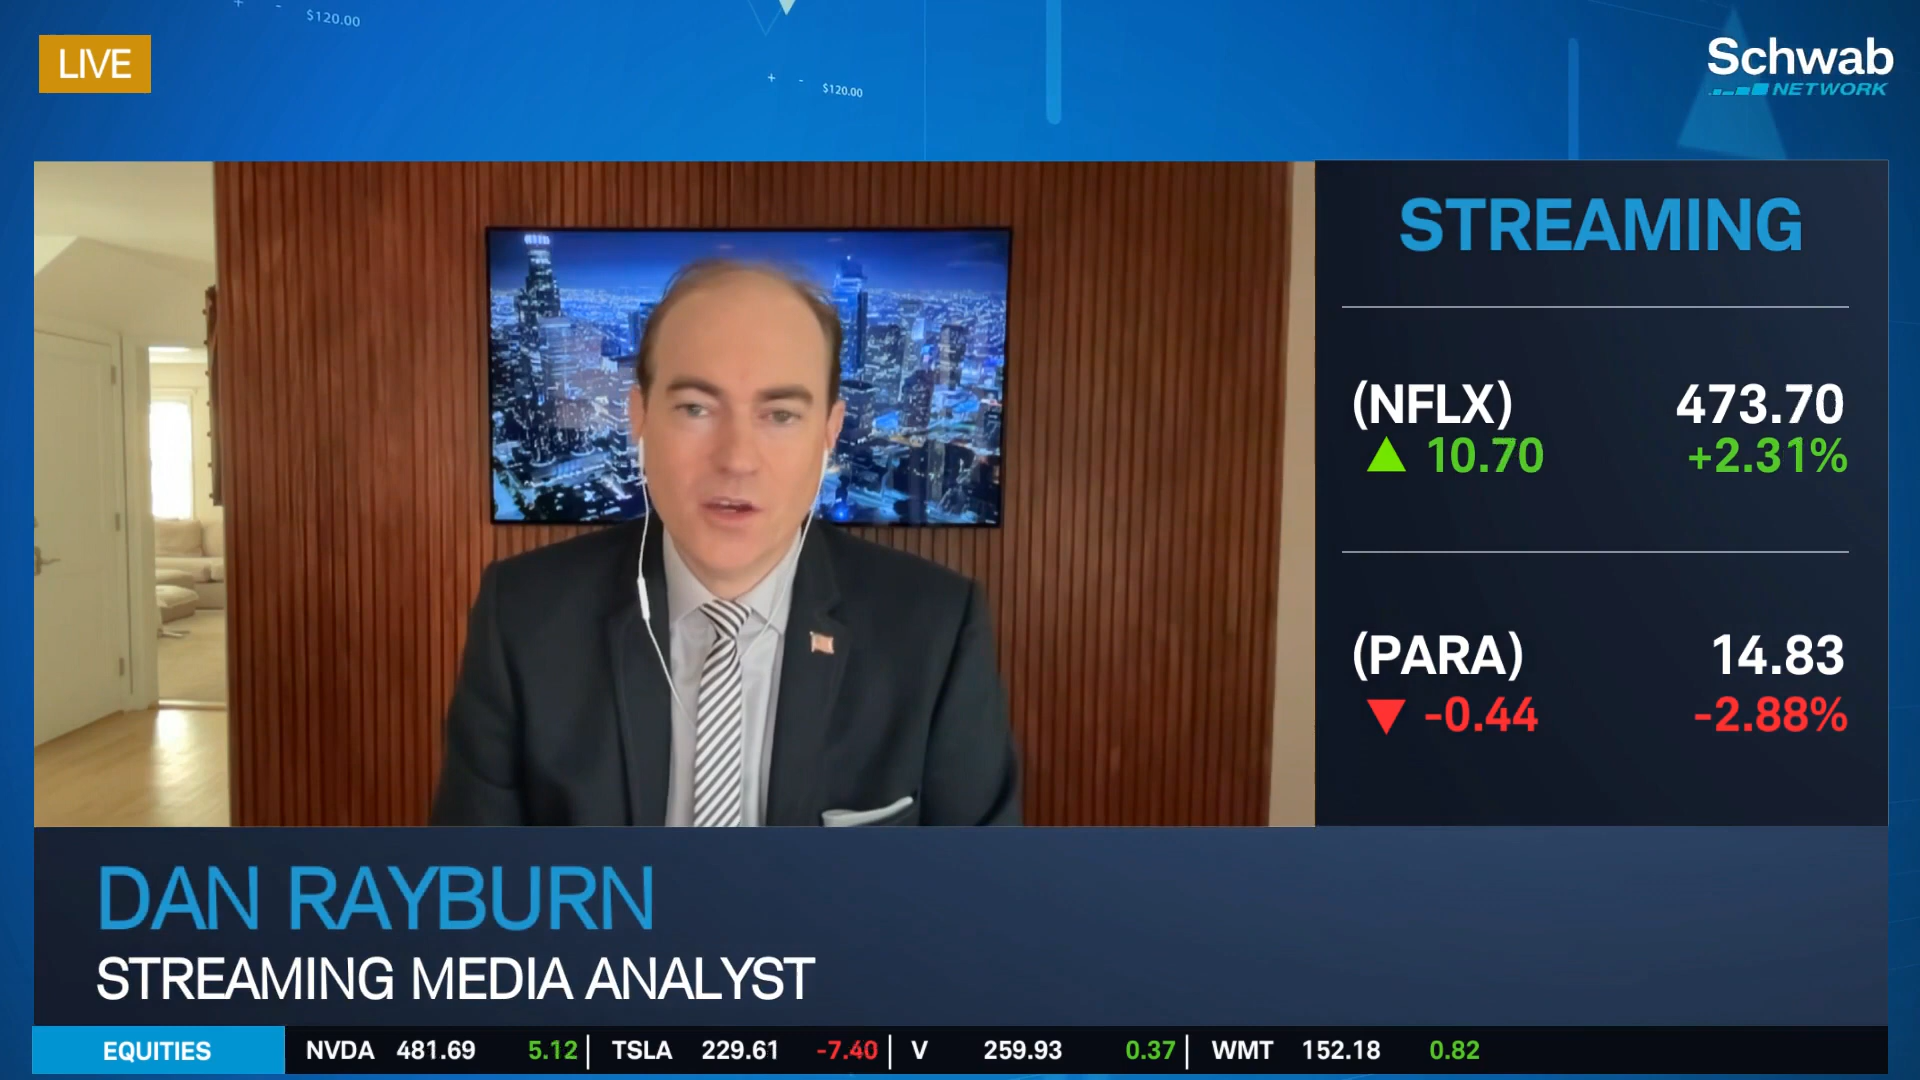 $120.00
LIVE
$120.00
Schwab
NETWORK
STREAMING
(NFLX) 473.70
▲ 10.70 +2.31%
(PARA) 14.83
▼ -0.44 -2.88%
DAN RAYBURN
STREAMING MEDIA ANALYST
EQUITIES NVDA 481.69 5.12 | TSLA 229.61 -7.40 | V 259.93 0.37 | WMT 152.18 0.82